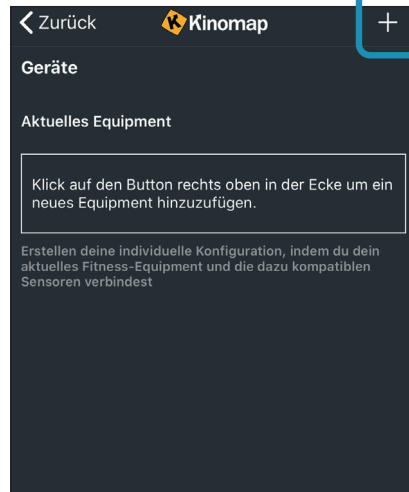 Zurück Kinomap +
Geräte
Aktuelles Equipment
Klick auf den Button rechts oben in der Ecke um ein
neues Equipment hinzuzufügen.
Erstellen deine individuelle Konfiguration, indem du dein
aktuelles Fitness-Equipment und die dazu kompatiblen
Sensoren verbindest